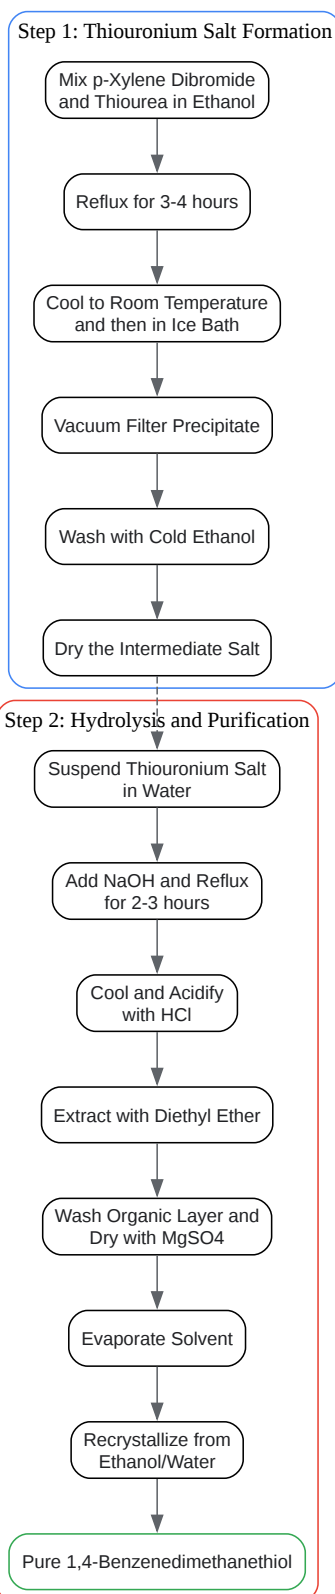 Step 1: Thiouronium Salt Formation
Mix p-Xylene Dibromide
and Thiourea in Ethanol
Reflux for 3-4 hours
Cool to Room Temperature
and then in Ice Bath
Vacuum Filter Precipitate
Wash with Cold Ethanol
Dry the Intermediate Salt
Step 2: Hydrolysis and Purification
Suspend Thiouronium Salt
in Water
Add NaOH and Reflux
for 2-3 hours
Cool and Acidify
with HCl
Extract with Diethyl Ether
Wash Organic Layer and
Dry with MgSO4
Evaporate Solvent
Recrystallize from
Ethanol/Water
Pure 1,4-Benzenedimethanethiol